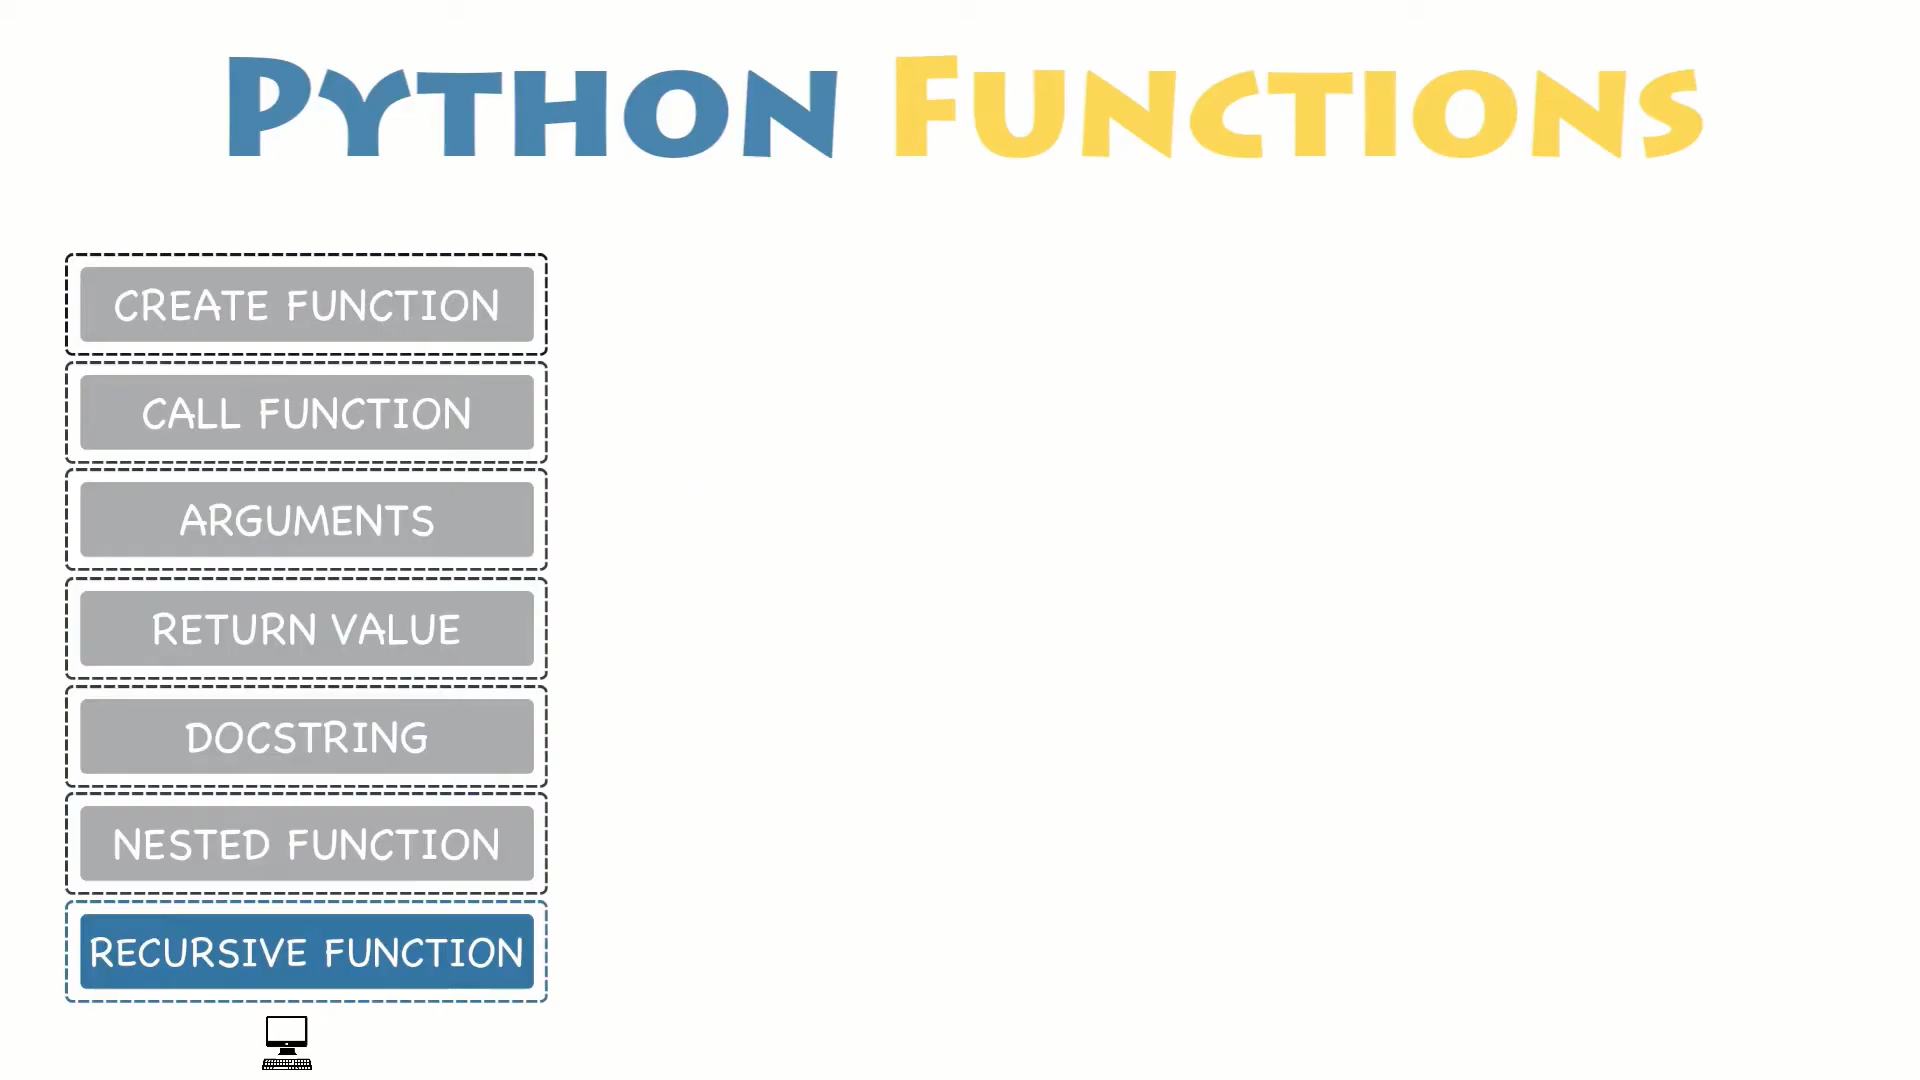 PYTHON FUNCTIONS
CREATE FUNCTION
CALL FUNCTION
ARGUMENTS
RETURN VALUE
DOCSTRING
NESTED FUNCTION
RECURSIVE FUNCTION